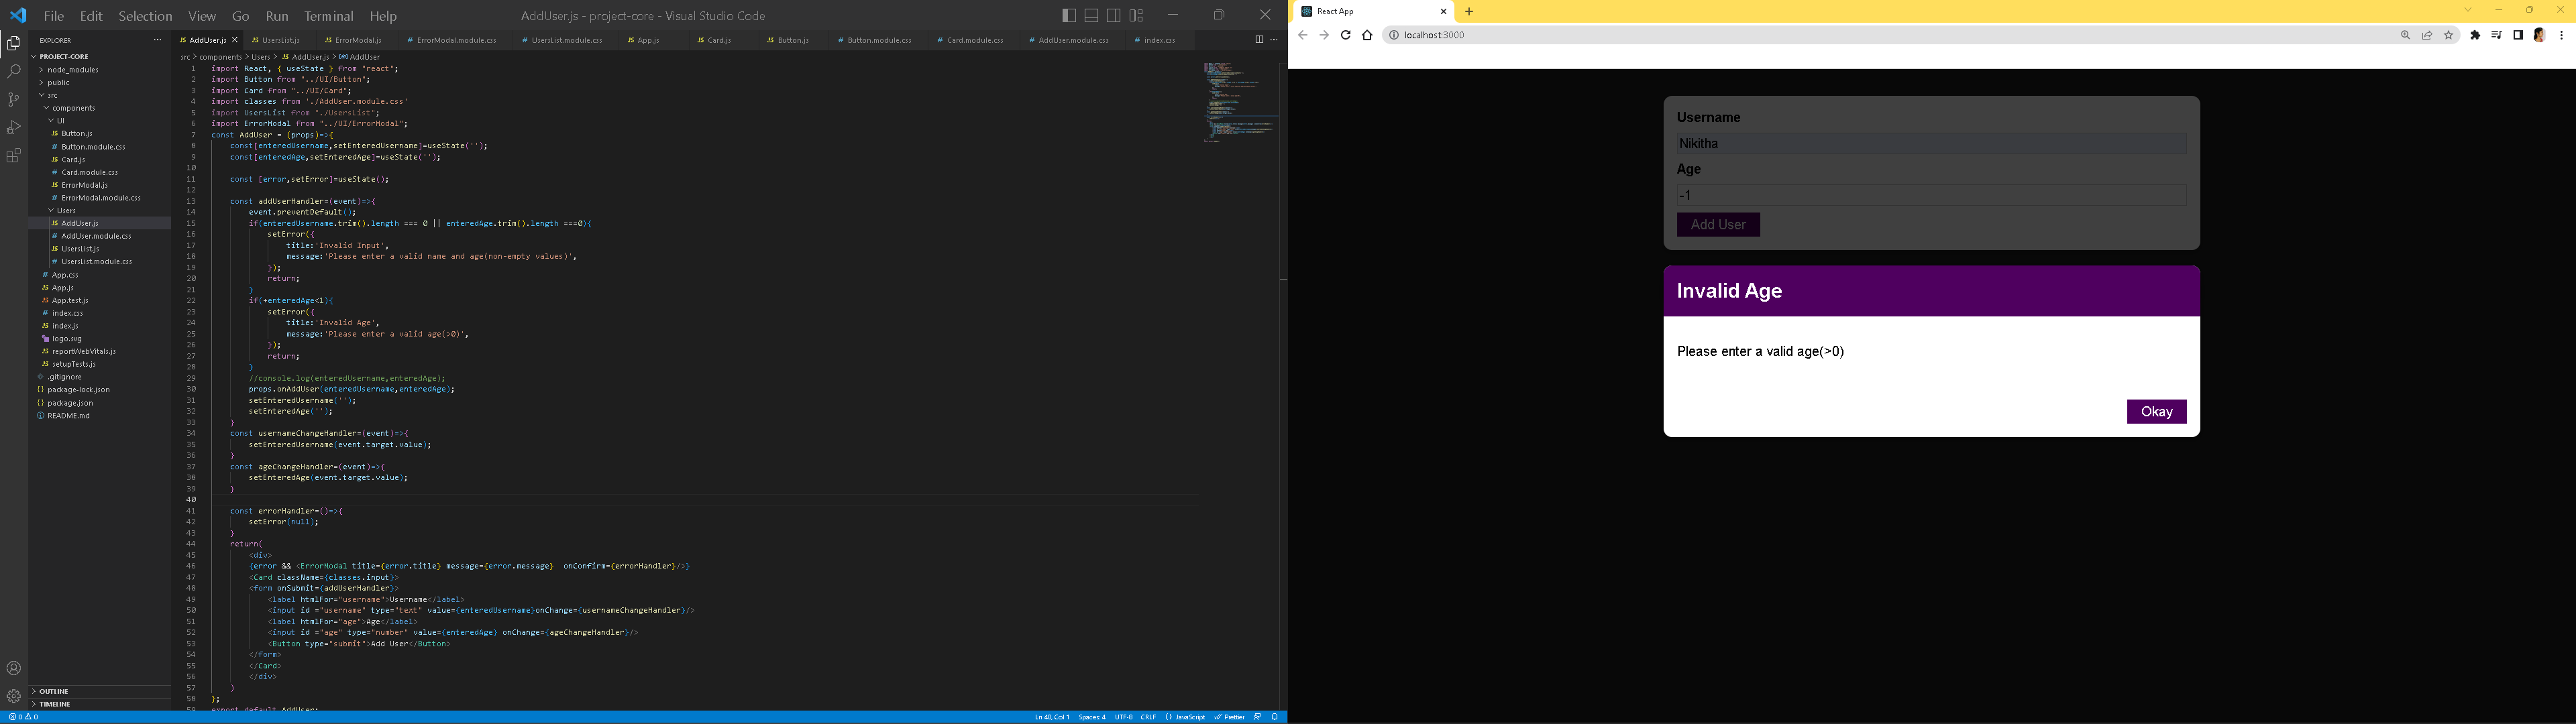 File Edit Selection View Go Run Terminal Help
AddUser.js - project-core - Visual Studio Code
EXPLORER
PROJECT-CORE
node_modules
public
src
components
UI
Button.js
Button.module.css
Card.js
Card.module.css
ErrorModal.js
ErrorModal.module.css
Users
AddUser.js
AddUser.module.css
UsersList.js
UsersList.module.css
App.css
App.js
App.test.js
index.css
index.js
logo.svg
reportWebVitals.js
setupTests.js
.gitignore
package-lock.json
package.json
README.md
OUTLINE
TIMELINE
AddUser.js UsersList.js ErrorModal.js ErrorModal.module.css UsersList.module.css App.js Card.js Button.js Button.module.css Card.module.css AddUser.module.css index.css
src > components > Users > AddUser.js > AddUser
1 import React, { useState } from "react";
2 import Button from "../UI/Button";
3 import Card from "../UI/Card";
4 import classes from './AddUser.module.css'
5 import UsersList from "./UsersList";
6 import ErrorModal from "../UI/ErrorModal";
7 const AddUser = (props)=>{
8 const[enteredUsername,setEnteredUsername]=useState('');
9 const[enteredAge,setEnteredAge]=useState('');
10
11 const [error,setError]=useState();
12
13 const addUserHandler=(event)=>{
14 event.preventDefault();
15 if(enteredUsername.trim().length === 0 || enteredAge.trim().length ===0){
16 setError({
17 title:'Invalid Input',
18 message:'Please enter a valid name and age(non-empty values)',
19 });
20 return;
21 }
22 if(+enteredAge<1){
23 setError({
24 title:'Invalid Age',
25 message:'Please enter a valid age(>0)',
26 });
27 return;
28 }
29 //console.log(enteredUsername,enteredAge);
30 props.onAddUser(enteredUsername,enteredAge);
31 setEnteredUsername('');
32 setEnteredAge('');
33 }
34 const usernameChangeHandler=(event)=>{
35 setEnteredUsername(event.target.value);
36 }
37 const ageChangeHandler=(event)=>{
38 setEnteredAge(event.target.value);
39 }
40
41 const errorHandler=()=>{
42 setError(null);
43 }
44 return(
45 <div>
46 {error && <ErrorModal title={error.title} message={error.message} onConfirm={errorHandler}/>}
47 <Card className={classes.input}>
48 <form onSubmit={addUserHandler}>
49 <label htmlFor="username">Username</label>
50 <input id ="username" type="text" value={enteredUsername}onChange={usernameChangeHandler}/>
51 <label htmlFor="age">Age</label>
52 <input id ="age" type="number" value={enteredAge} onChange={ageChangeHandler}/>
53 <Button type="submit">Add User</Button>
54 </form>
55 </Card>
56 </div>
57 )
58 };
59 export default AddUser;
0 0
Ln 40, Col 1 Spaces: 4 UTF-8 CRLF JavaScript Prettier
React App
localhost:3000
Username
Nikitha
Age
-1
Add User
Invalid Age
Please enter a valid age(>0)
Okay